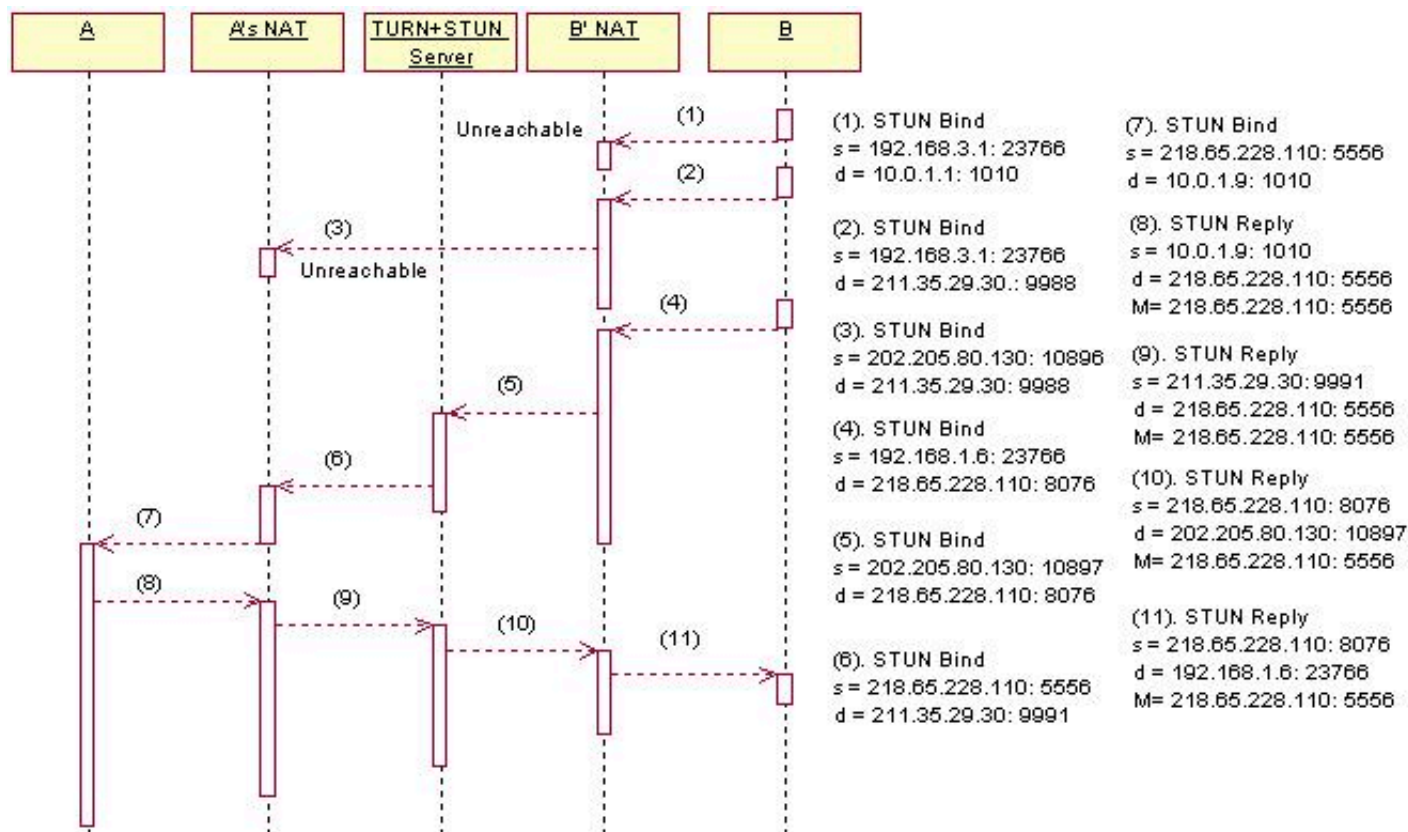 A
A's NAT
TURN+STUN
Server
B' NAT
B
Unreachable
(1)
(2)
(3)
Unreachable
(4)
(5)
(6)
(7)
(8)
(9)
(10)
(11)
(1). STUN Bind
s = 192.168.3.1: 23766
d = 10.0.1.1: 1010
(2). STUN Bind
s = 192.168.3.1: 23766
d = 211.35.29.30.: 9988
(3). STUN Bind
s = 202.205.80.130: 10896
d = 211.35.29.30: 9988
(4). STUN Bind
s = 192.168.1.6: 23766
d = 218.65.228.110: 8076
(5). STUN Bind
s = 202.205.80.130: 10897
d = 218.65.228.110: 8076
(6). STUN Bind
s = 218.65.228.110: 5556
d = 211.35.29.30: 9991
(7). STUN Bind
s = 218.65.228.110: 5556
d = 10.0.1.9: 1010
(8). STUN Reply
s = 10.0.1.9: 1010
d = 218.65.228.110: 5556
M= 218.65.228.110: 5556
(9). STUN Reply
s = 211.35.29.30:9991
d = 218.65.228.110: 5556
M= 218.65.228.110: 5556
(10). STUN Reply
s = 218.65.228.110: 8076
d = 202.205.80.130: 10897
M= 218.65.228.110: 5556
(11). STUN Reply
s = 218.65.228.110: 8076
d = 192.168.1.6: 23766
M= 218.65.228.110: 5556